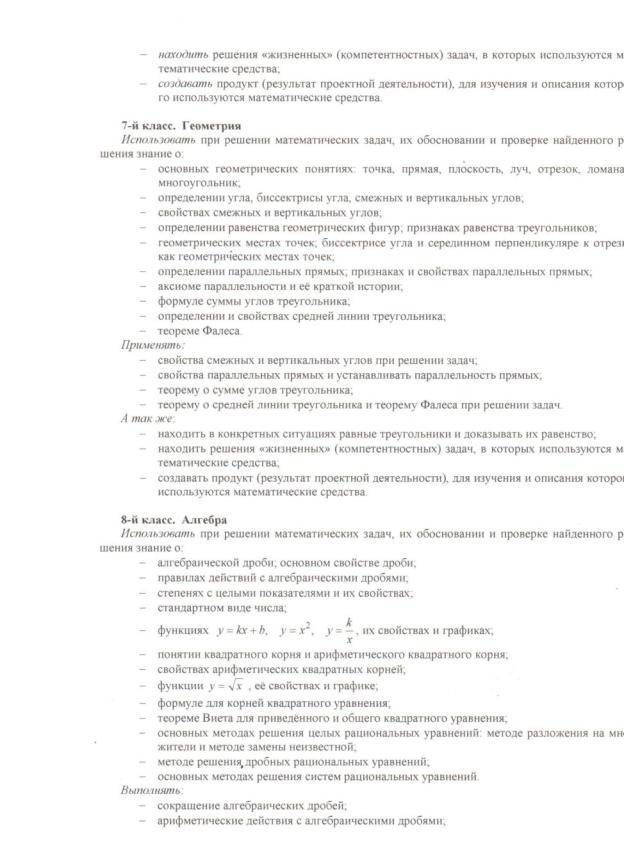 – находить решения «жизненных» (компетентностных) задач, в которых используются м
тематические средства;
– создавать продукт (результат проектной деятельности), для изучения и описания котор
го используются математические средства.
7-й класс. Геометрия
Использовать при решении математических задач, их обосновании и проверке найденного р
шения знание о:
– основных геометрических понятиях: точка, прямая, плоскость, луч, отрезок, ломана
многоугольник;
– определении угла, биссектрисы угла, смежных и вертикальных углов;
– свойствах смежных и вертикальных углов;
– определении равенства геометрических фигур; признаках равенства треугольников;
– геометрических местах точек; биссектрисе угла и серединном перпендикуляре к отрез
как геометрических местах точек;
– определении параллельных прямых; признаках и свойствах параллельных прямых;
– аксиоме параллельности и её краткой истории;
– формуле суммы углов треугольника;
– определении и свойствах средней линии треугольника;
– теореме Фалеса.
Применять:
– свойства смежных и вертикальных углов при решении задач;
– свойства параллельных прямых и устанавливать параллельность прямых;
– теорему о сумме углов треугольника;
– теорему о средней линии треугольника и теорему Фалеса при решении задач.
А так же:
– находить в конкретных ситуациях равные треугольники и доказывать их равенство;
– находить решения «жизненных» (компетентностных) задач, в которых используются м
тематические средства;
– создавать продукт (результат проектной деятельности), для изучения и описания которо
используются математические средства.
8-й класс. Алгебра
Использовать при решении математических задач, их обосновании и проверке найденного р
шения знание о:
– алгебраической дроби; основном свойстве дроби;
– правилах действий с алгебраическими дробями;
– степенях с целыми показателями и их свойствах;
– стандартном виде числа;
– функциях y = kx + b, y = x², y = k/x, их свойствах и графиках;
– понятии квадратного корня и арифметического квадратного корня;
– свойствах арифметических квадратных корней;
– функции y = √x , её свойствах и графике;
– формуле для корней квадратного уравнения;
– теореме Виета для приведённого и общего квадратного уравнения;
– основных методах решения целых рациональных уравнений: методе разложения на мно
жители и методе замены неизвестной;
– методе решения дробных рациональных уравнений;
– основных методах решения систем рациональных уравнений.
Выполнять:
– сокращение алгебраических дробей;
– арифметические действия с алгебраическими дробями;